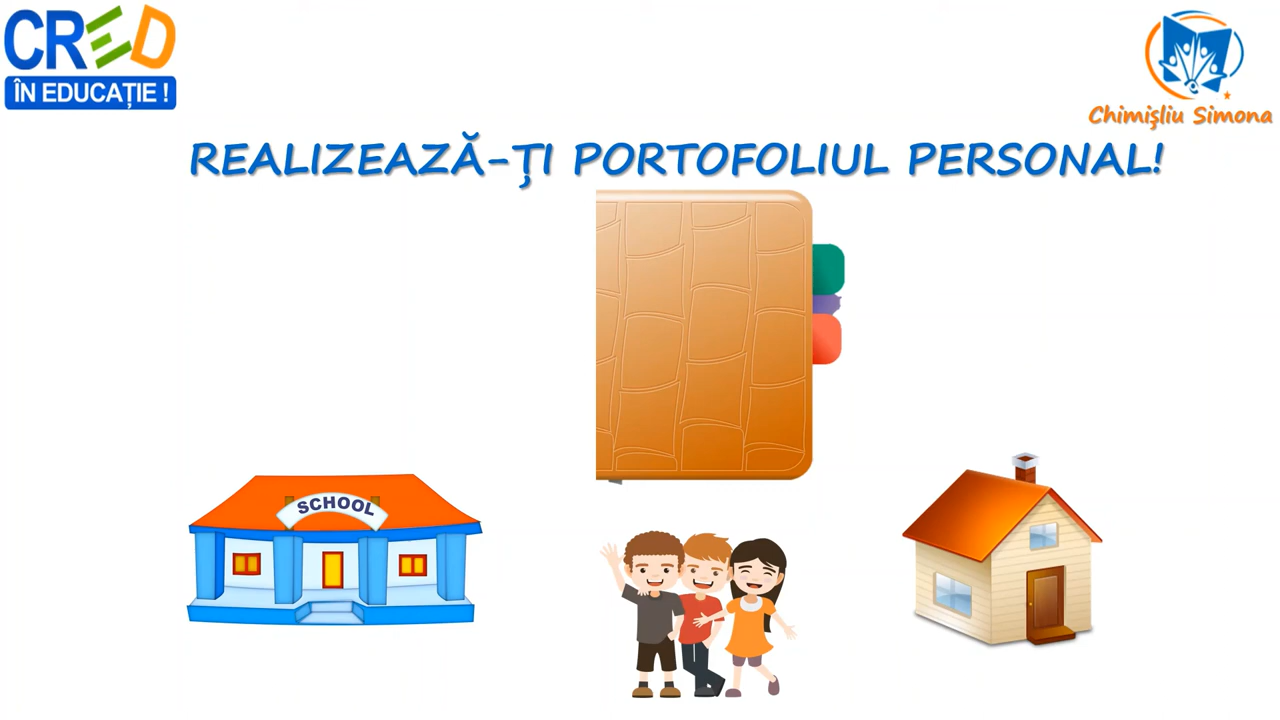 CRED
ÎN EDUCAȚIE !
Chimișliu Simona
REALIZEAZĂ-ȚI PORTOFOLIUL PERSONAL!
SCHOOL